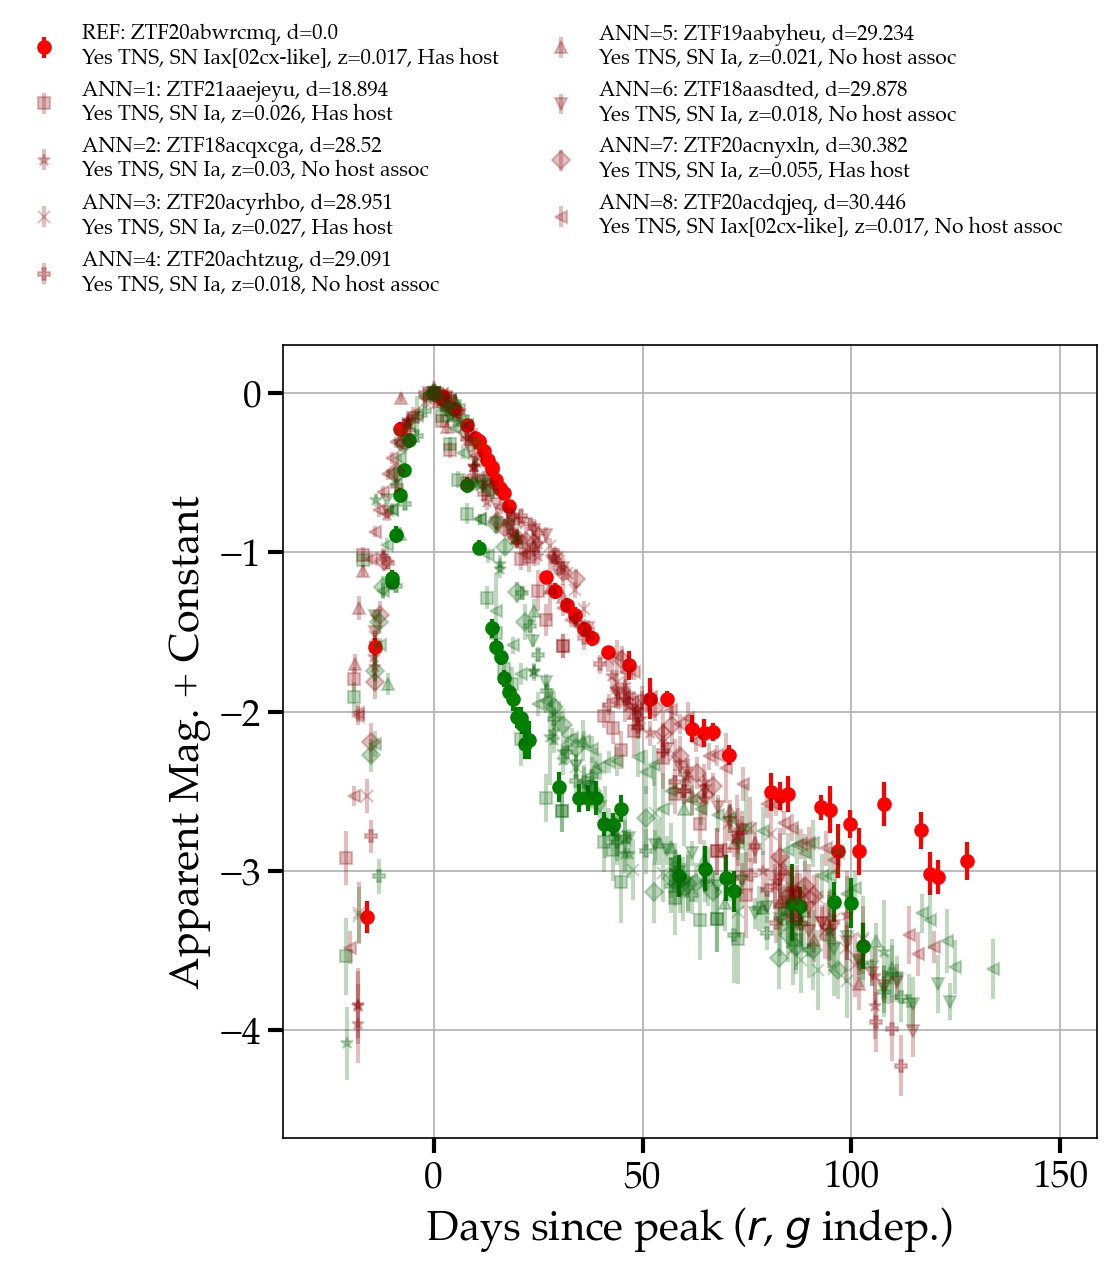 REF: ZTF20abwrcmq, d=0.0
Yes TNS, SN Iax[02cx-like], z=0.017, Has host
ANN=1: ZTF21aaejeyu, d=18.894
Yes TNS, SN Ia, z=0.026, Has host
ANN=2: ZTF18acqxcga, d=28.52
Yes TNS, SN Ia, z=0.03, No host assoc
ANN=3: ZTF20acyrhbo, d=28.951
Yes TNS, SN Ia, z=0.027, Has host
ANN=4: ZTF20achtzug, d=29.091
Yes TNS, SN Ia, z=0.018, No host assoc
ANN=5: ZTF19aabyheu, d=29.234
Yes TNS, SN Ia, z=0.021, No host assoc
ANN=6: ZTF18aasdted, d=29.878
Yes TNS, SN Ia, z=0.018, No host assoc
ANN=7: ZTF20acnyxln, d=30.382
Yes TNS, SN Ia, z=0.055, Has host
ANN=8: ZTF20acdqjeq, d=30.446
Yes TNS, SN Iax[02cx-like], z=0.017, No host assoc
Apparent Mag. + Constant
0
−1
−2
−3
−4
0 50 100 150
Days since peak (r, g indep.)